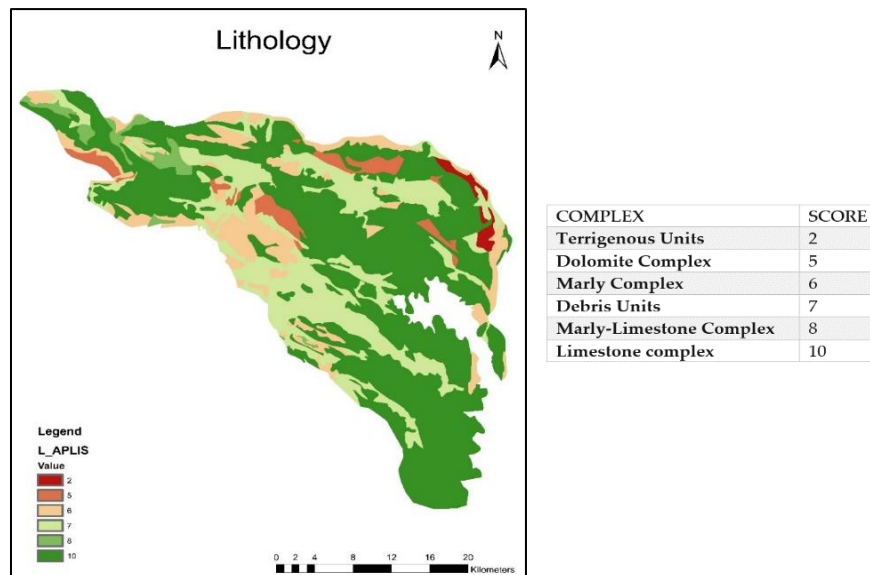 Lithology
N
Legend
L_APLIS
Value
2
5
6
7
8
10
0 2 4 8 12 16 20
Kilometers
COMPLEX SCORE
Terrigenous Units 2
Dolomite Complex 5
Marly Complex 6
Debris Units 7
Marly-Limestone Complex 8
Limestone complex 10